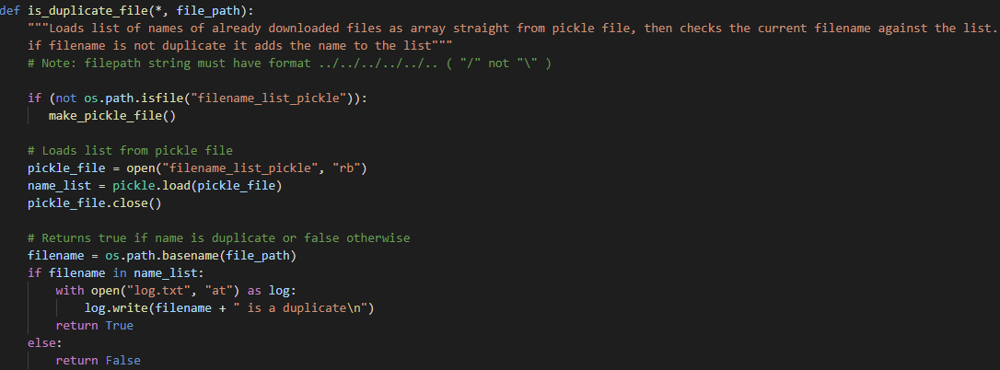 def is_duplicate_file(*, file_path):
    """Loads list of names of already downloaded files as array straight from pickle file, then checks the current filename against the list.
    if filename is not duplicate it adds the name to the list"""
    # Note: filepath string must have format ../../../../../.. ( "/" not "\" )
    if (not os.path.isfile("filename_list_pickle")):
       make_pickle_file()
    # Loads list from pickle file
    pickle_file = open("filename_list_pickle", "rb")
    name_list = pickle.load(pickle_file)
    pickle_file.close()
    # Returns true if name is duplicate or false otherwise
    filename = os.path.basename(file_path)
    if filename in name_list:
        with open("log.txt", "at") as log:
            log.write(filename + " is a duplicate\n")
        return True
    else:
        return False